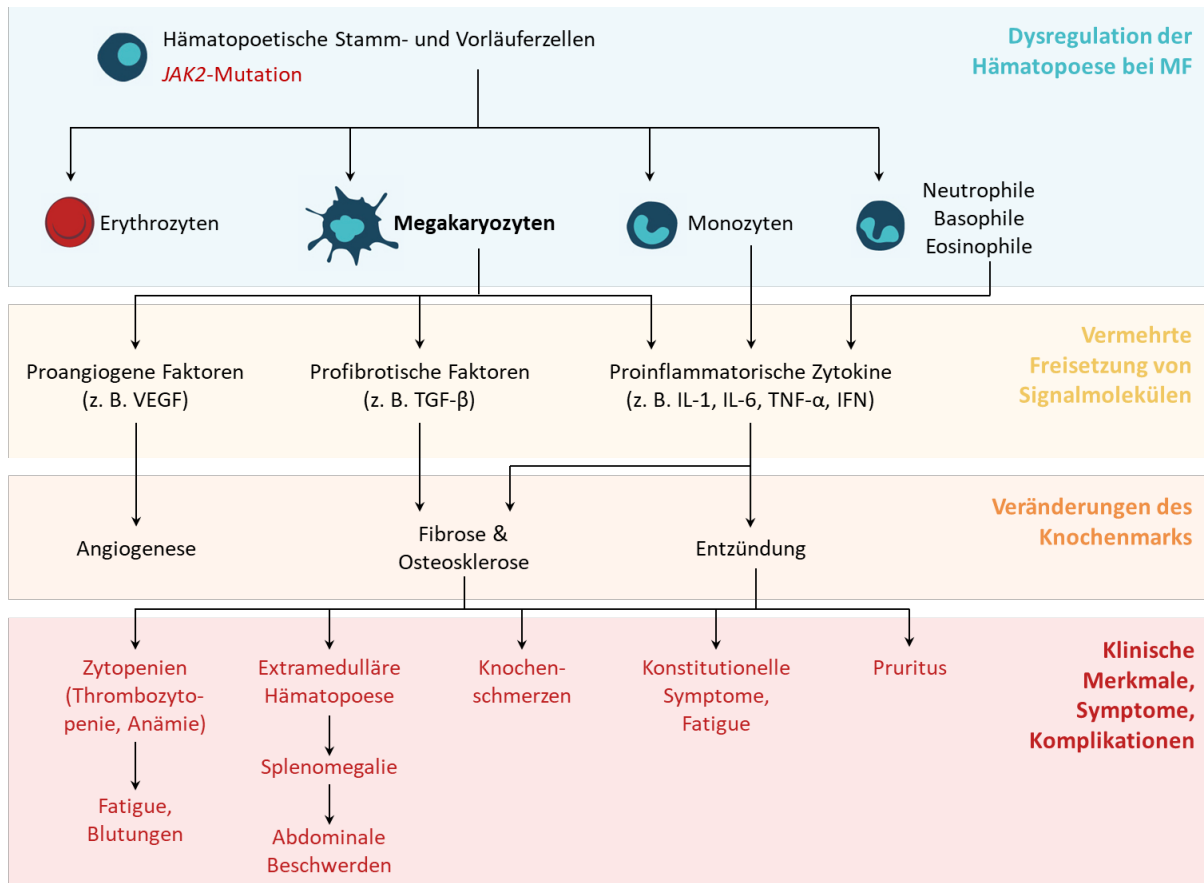 Hämatopoetische Stamm- und Vorläuferzellen
JAK2-Mutation
Dysregulation der
Hämatopoese bei MF
Erythrozyten
Megakaryozyten
Monozyten
Neutrophile
Basophile
Eosinophile
Vermehrte
Freisetzung von
Signalmolekülen
Proangiogene Faktoren
(z. B. VEGF)
Profibrotische Faktoren
(z. B. TGF-β)
Proinflammatorische Zytokine
(z. B. IL-1, IL-6, TNF-α, IFN)
Veränderungen des
Knochenmarks
Angiogenese
Fibrose &
Osteosklerose
Entzündung
Klinische
Merkmale,
Symptome,
Komplikationen
Zytopenien
(Thrombozyto-
penie, Anämie)
Fatigue,
Blutungen
Extramedulläre
Hämatopoese
Splenomegalie
Abdominale
Beschwerden
Knochen-
schmerzen
Konstitutionelle
Symptome,
Fatigue
Pruritus